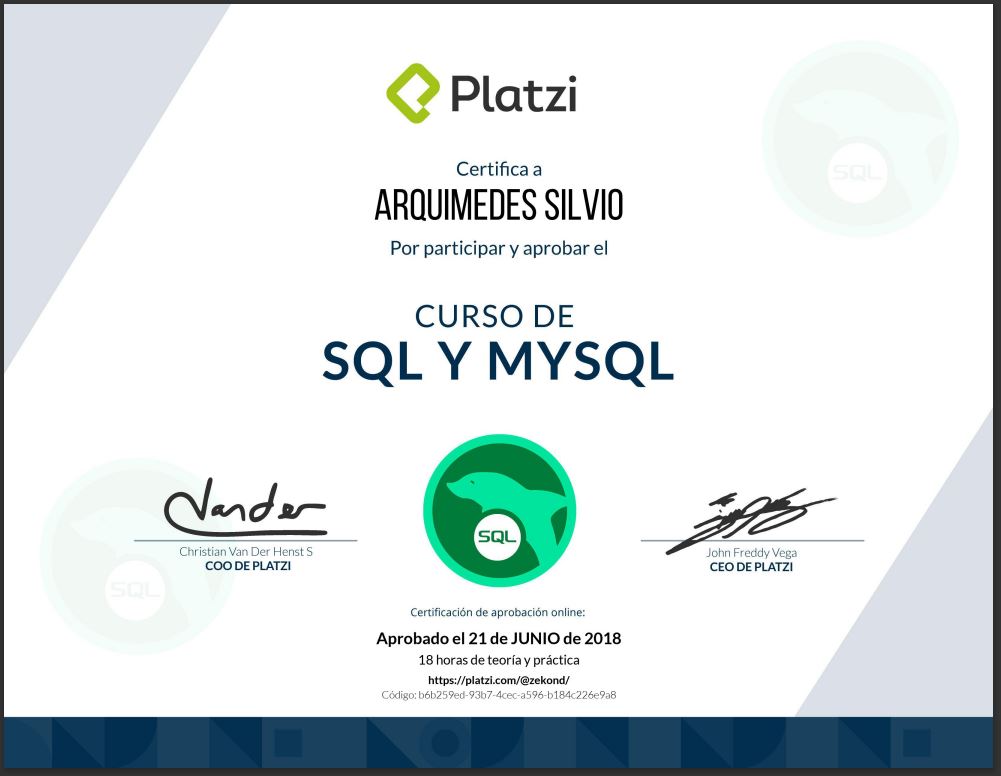 Platzi
Certifica a
ARQUIMEDES SILVIO
Por participar y aprobar el
CURSO DE
SQL Y MYSQL
SQL
SQL
Vander
Christian Van Der Henst S
COO DE PLATZI
SQL
John Freddy Vega
CEO DE PLATZI
Certificación de aprobación online:
Aprobado el 21 de JUNIO de 2018
18 horas de teoría y práctica
https://platzi.com/@zekond/
Código: b6b259ed-93b7-4cec-a596-b184c226e9a8